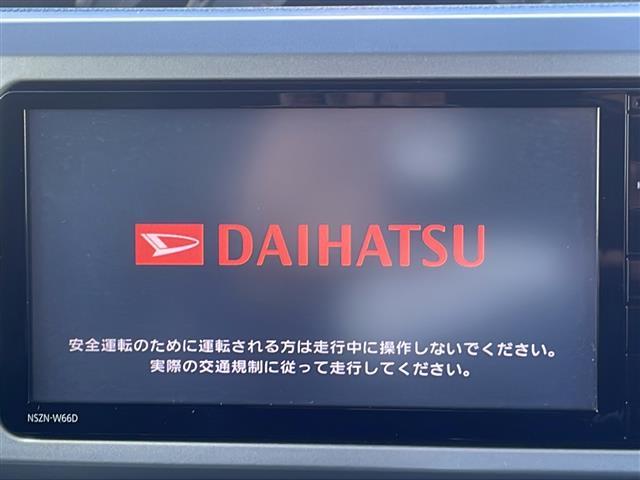 DAIHATSU
安全運転のために運転される方は走行中に操作しないでください。
実際の交通規制に従って走行してください。
NSZN-W66D